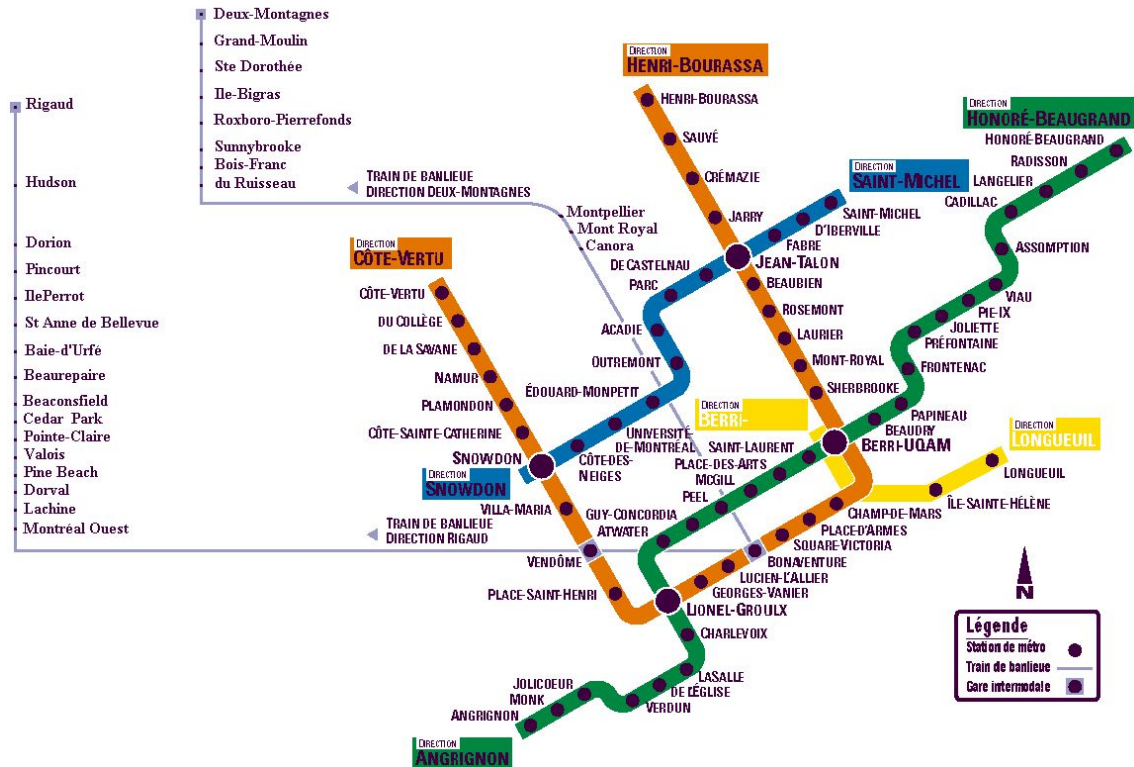 Deux-Montagnes
Grand-Moulin
Ste Dorothée
Ile-Bigras
Roxboro-Pierrefonds
Sunnybrooke
Bois-Franc
du Ruisseau
TRAIN DE BANLIEUE
DIRECTION DEUX-MONTAGNES
Montpellier
Mont Royal
Canora
Rigaud
Hudson
Dorion
Pincourt
IlePerrot
St Anne de Bellevue
Baie-d'Urfé
Beaurepaire
Beaconsfield
Cedar Park
Pointe-Claire
Valois
Pine Beach
Dorval
Lachine
Montréal Ouest
TRAIN DE BANLIEUE
DIRECTION RIGAUD
DIRECTION
HENRI-BOURASSA
HENRI-BOURASSA
SAUVÉ
CRÉMAZIE
JARRY
JEAN-TALON
BEAUBIEN
ROSEMONT
LAURIER
MONT-ROYAL
SHERBROOKE
BERRI-UQAM
CHAMP-DE-MARS
PLACE-D'ARMES
SQUARE-VICTORIA
BONAVENTURE
LUCIEN-L'ALLIER
GEORGES-VANIER
LIONEL-GROULX
PLACE-SAINT-HENRI
VENDÔME
VILLA-MARIA
SNOWDON
CÔTE-SAINTE-CATHERINE
PLAMONDON
NAMUR
DE LA SAVANE
DU COLLÈGE
CÔTE-VERTU
DIRECTION
CÔTE-VERTU
DIRECTION
SAINT-MICHEL
SAINT-MICHEL
D'IBERVILLE
FABRE
DE CASTELNAU
PARC
ACADIE
OUTREMONT
ÉDOUARD-MONPETIT
UNIVERSITÉ
DE-MONTRÉAL
CÔTE-DES-
NEIGES
DIRECTION
SNOWDON
DIRECTION
HONORÉ-BEAUGRAND
HONORÉ-BEAUGRAND
RADISSON
LANGELIER
CADILLAC
ASSOMPTION
VIAU
PIE-IX
JOLIETTE
PRÉFONTAINE
FRONTENAC
PAPINEAU
BEAUDRY
SAINT-LAURENT
PLACE-DES-ARTS
MCGILL
PEEL
GUY-CONCORDIA
ATWATER
CHARLEVOIX
LASALLE
DE L'ÉGLISE
VERDUN
JOLICOEUR
MONK
ANGRIGNON
DIRECTION
ANGRIGNON
DIRECTION
BERRI-
DIRECTION
LONGUEUIL
LONGUEUIL
ÎLE-SAINTE-HÉLÈNE
N
Légende
Station de métro
Train de banlieue
Gare intermodale